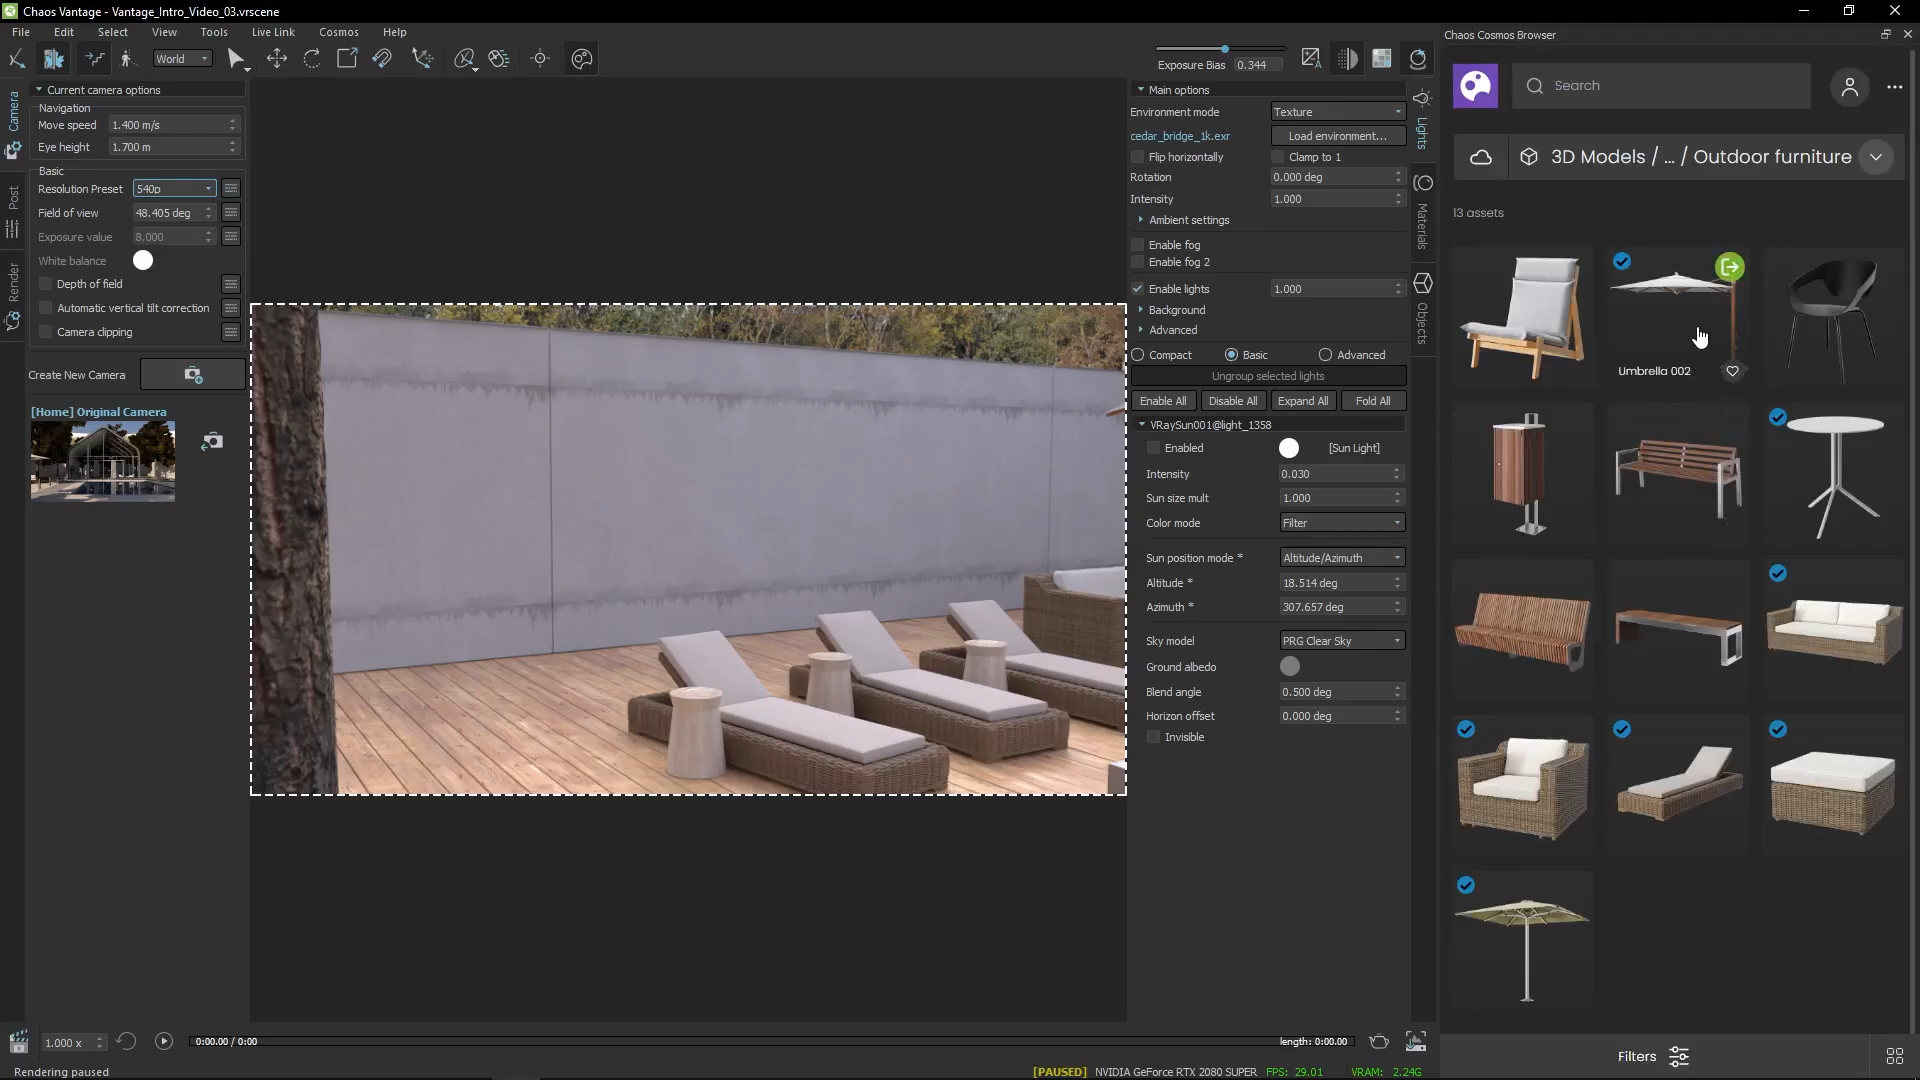 Chaos Vantage - Vantage_Intro_Video_03.vrscene
File Edit Select View Tools Live Link Cosmos Help
World
Exposure Bias 0.344
Current camera options
Navigation
Move speed 1.400 m/s
Eye height 1.700 m
Basic
Resolution Preset 540p
Field of view 48.405 deg
Exposure value 8.000
White balance
Depth of field
Automatic vertical tilt correction
Camera clipping
Create New Camera
[Home] Original Camera
Camera
Post
Render
Main options
Environment mode Texture
cedar_bridge_1k.exr Load environment...
Flip horizontally Clamp to 1
Rotation 0.000 deg
Intensity 1.000
Ambient settings
Enable fog
Enable fog 2
Enable lights 1.000
Background
Advanced
Compact Basic Advanced
Ungroup selected lights
Enable All Disable All Expand All Fold All
VRaySun001@light_1358
Enabled [Sun Light]
Intensity 0.030
Sun size mult 1.000
Color mode Filter
Sun position mode * Altitude/Azimuth
Altitude * 18.514 deg
Azimuth * 307.657 deg
Sky model PRG Clear Sky
Ground albedo
Blend angle 0.500 deg
Horizon offset 0.000 deg
Invisible
Lights
Materials
Objects
Chaos Cosmos Browser
Search
3D Models / ... / Outdoor furniture
13 assets
Umbrella 002
Filters
1.000 x
0:00.00 / 0:00
length: 0:00.00
Rendering paused
[PAUSED] NVIDIA GeForce RTX 2080 SUPER FPS: 29.01 VRAM: 2.24G